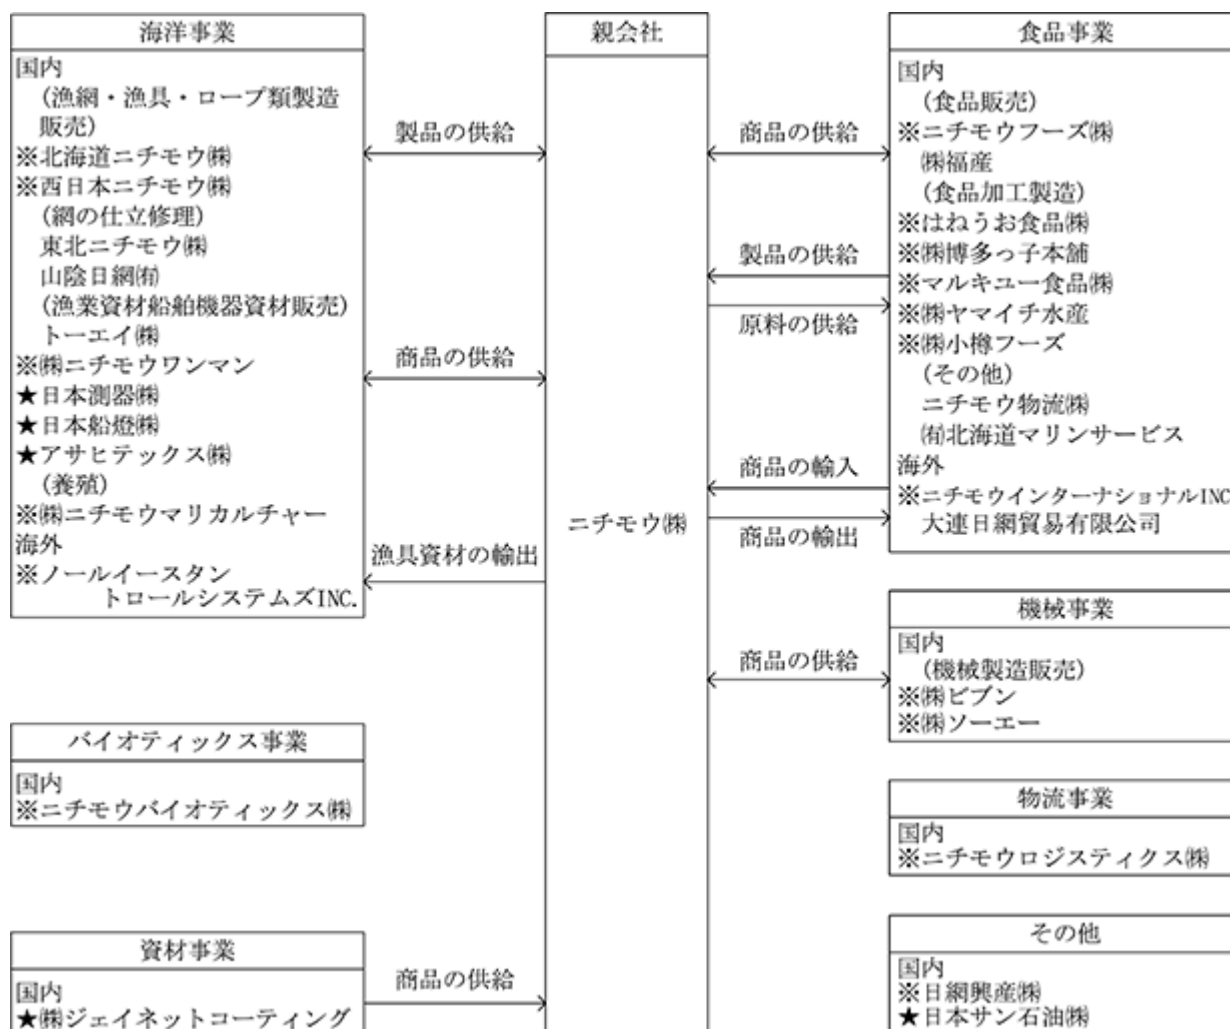 海洋事業
国内
(漁網・漁具・ロープ類製造
販売)
※北海道ニチモウ㈱
※西日本ニチモウ㈱
(網の仕立修理)
東北ニチモウ㈱
山陰日網㈲
(漁業資材船舶機器資材販売)
トーエイ㈱
※㈱ニチモウワンマン
★日本測器㈱
★日本船燈㈱
★アサヒテックス㈱
(養殖)
※㈱ニチモウマリカルチャー
海外
※ノールイースタン
トロールシステムズINC.
バイオティックス事業
国内
※ニチモウバイオティックス㈱
資材事業
国内
★㈱ジェイネットコーティング
製品の供給
商品の供給
漁具資材の輸出
商品の供給
親会社
ニチモウ㈱
商品の供給
製品の供給
原料の供給
商品の輸入
商品の輸出
商品の供給
食品事業
国内
(食品販売)
※ニチモウフーズ㈱
㈱福産
(食品加工製造)
※はねうお食品㈱
※㈱博多っ子本舗
※マルキユー食品㈱
※㈱ヤマイチ水産
※㈱小樽フーズ
(その他)
ニチモウ物流㈱
㈲北海道マリンサービス
海外
※ニチモウインターナショナルINC
大連日網貿易有限公司
機械事業
国内
(機械製造販売)
※㈱ビブン
※㈱ソーエー
物流事業
国内
※ニチモウロジスティクス㈱
その他
国内
※日網興産㈱
★日本サン石油㈱